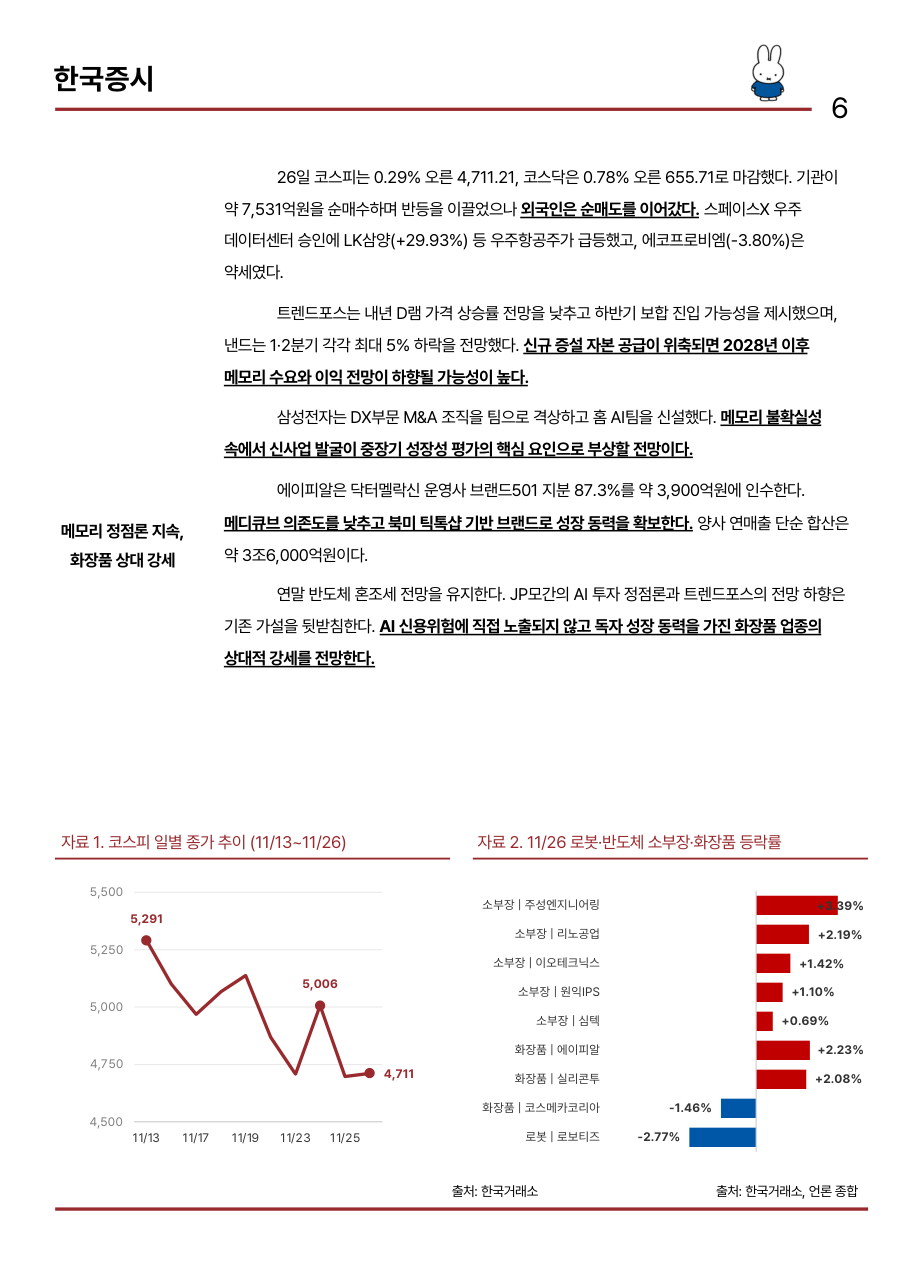 한국증시
6
26일 코스피는 0.29% 오른 4,711.21, 코스닥은 0.78% 오른 655.71로 마감했다. 기관이
약 7,531억원을 순매수하며 반등을 이끌었으나 외국인은 순매도를 이어갔다. 스페이스X 우주
데이터센터 승인에 LK삼양(+29.93%) 등 우주항공주가 급등했고, 에코프로비엠(-3.80%)은
약세였다.
트렌드포스는 내년 D램 가격 상승률 전망을 낮추고 하반기 보합 진입 가능성을 제시했으며,
낸드는 1·2분기 각각 최대 5% 하락을 전망했다. 신규 증설 자본 공급이 위축되면 2028년 이후
메모리 수요와 이익 전망이 하향될 가능성이 높다.
삼성전자는 DX부문 M&A 조직을 팀으로 격상하고 홈 AI팀을 신설했다. 메모리 불확실성
속에서 신사업 발굴이 중장기 성장성 평가의 핵심 요인으로 부상할 전망이다.
에이피알은 닥터멜락신 운영사 브랜드501 지분 87.3%를 약 3,900억원에 인수한다.
메디큐브 의존도를 낮추고 북미 틱톡샵 기반 브랜드로 성장 동력을 확보한다. 양사 연매출 단순 합산은
약 3조6,000억원이다.
연말 반도체 혼조세 전망을 유지한다. JP모간의 AI 투자 정점론과 트렌드포스의 전망 하향은
기존 가설을 뒷받침한다. AI 신용위험에 직접 노출되지 않고 독자 성장 동력을 가진 화장품 업종의
상대적 강세를 전망한다.
메모리 정점론 지속,
화장품 상대 강세
자료 1. 코스피 일별 종가 추이 (11/13~11/26)
5,500
5,250
5,000
4,750
4,500
5,291
5,006
4,711
11/13 11/17 11/19 11/23 11/25
출처: 한국거래소
자료 2. 11/26 로봇·반도체 소부장·화장품 등락률
소부장 | 주성엔지니어링 +3.39%
소부장 | 리노공업 +2.19%
소부장 | 이오테크닉스 +1.42%
소부장 | 원익IPS +1.10%
소부장 | 심텍 +0.69%
화장품 | 에이피알 +2.23%
화장품 | 실리콘투 +2.08%
화장품 | 코스메카코리아 -1.46%
로봇 | 로보티즈 -2.77%
출처: 한국거래소, 언론 종합